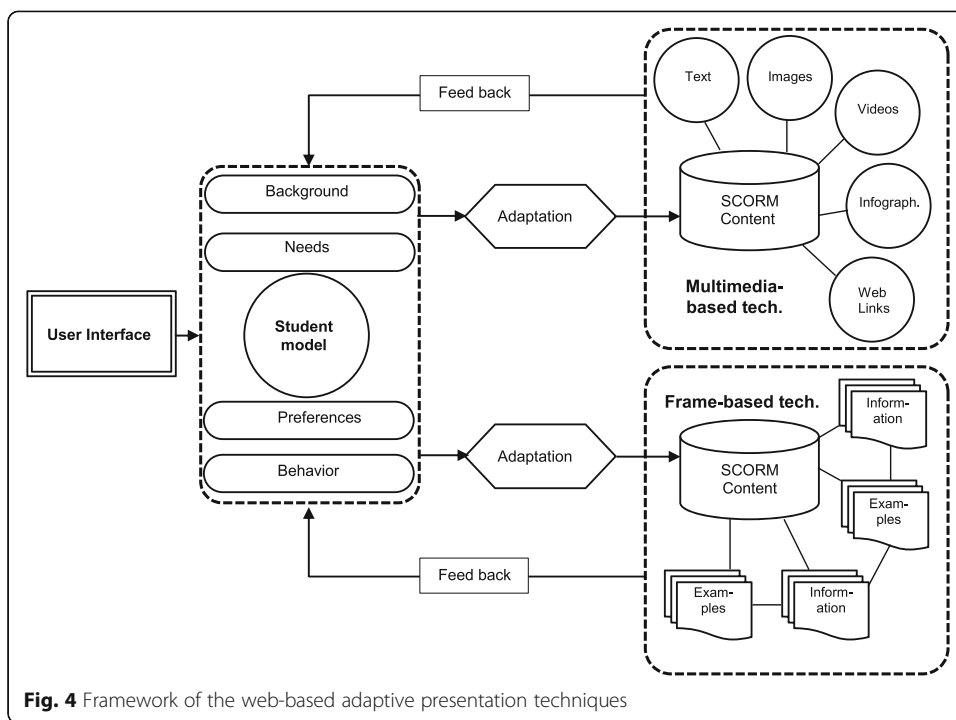 Text
Images
Feed back
Videos
Background
SCORM
Content
Adaptation
Infograph.
Needs
Multimedia-
based tech.
Web
Links
User Interface
Student
model
Frame-based tech.
Inform-
ation
Preferences
SCORM
Content
Adaptation
Behavior
Exam-
ples
Feed back
Exam-
ples
Inform-
ation
Fig. 4 Framework of the web-based adaptive presentation techniques